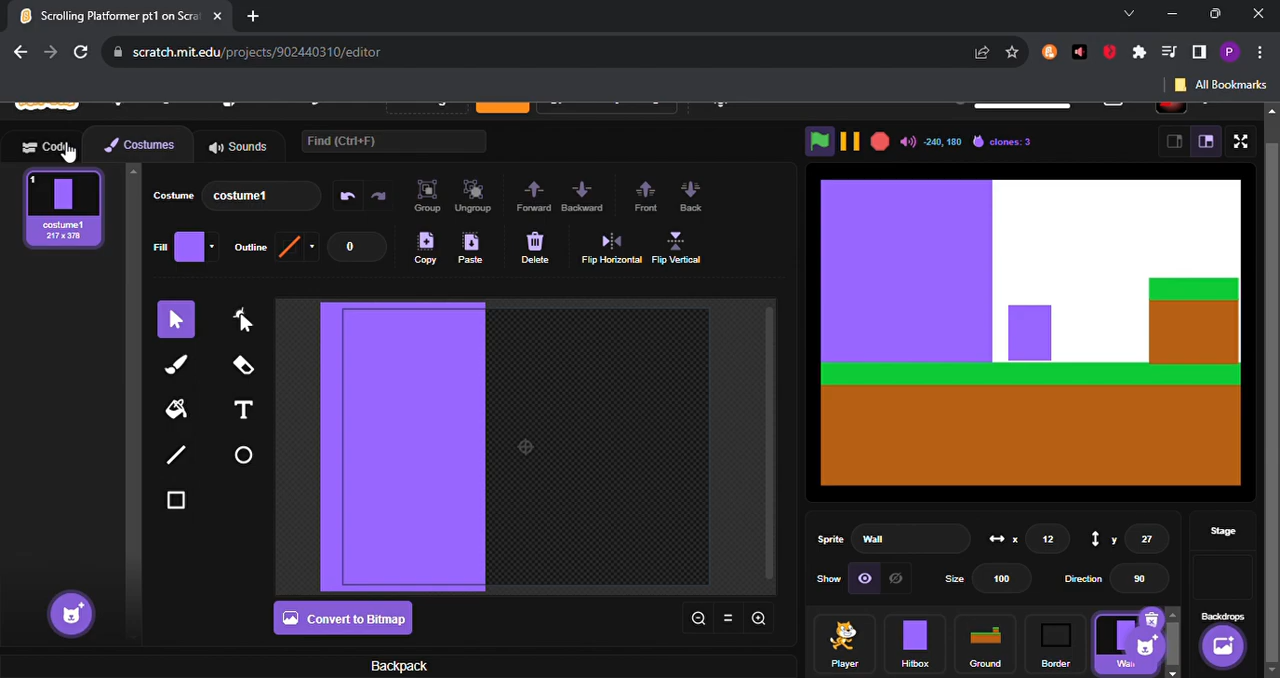 Scrolling Platformer pt1 on Scra
scratch.mit.edu/projects/902440310/editor
P
All Bookmarks
Costumes
Sounds
Find (Ctrl+F)
-240, 180
clones: 3
1
costume1
217 x 378
Costume
costume1
Group
Ungroup
Forward
Backward
Front
Back
Fill
Outline
0
Copy
Paste
Delete
Flip Horizontal
Flip Vertical
T
Convert to Bitmap
Backpack
Sprite
Wall
x
12
y
27
Show
Size
100
Direction
90
Stage
Backdrops
Player
Hitbox
Ground
Border